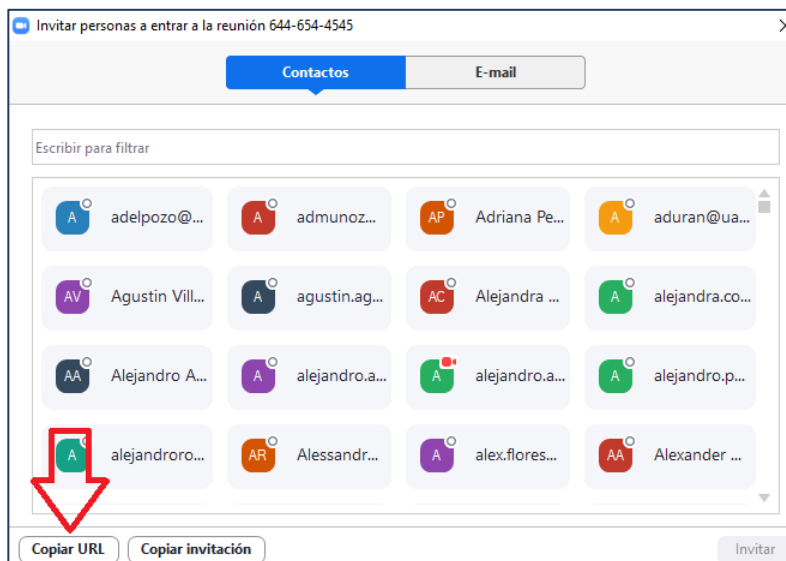 Invitar personas a entrar a la reunión 644-654-4545
Contactos E-mail
Escribir para filtrar
A adelpozo@... A admunoz... AP Adriana Pe... A aduran@ua...
AV Agustin Vill... A agustin.ag... AC Alejandra ... A alejandra.co...
AA Alejandro A... A alejandro.a... A alejandro.a... A alejandro.p...
A alejandroro... AR Alessandr... A alex.flores... AA Alexander ...
Copiar URL Copiar invitación Invitar